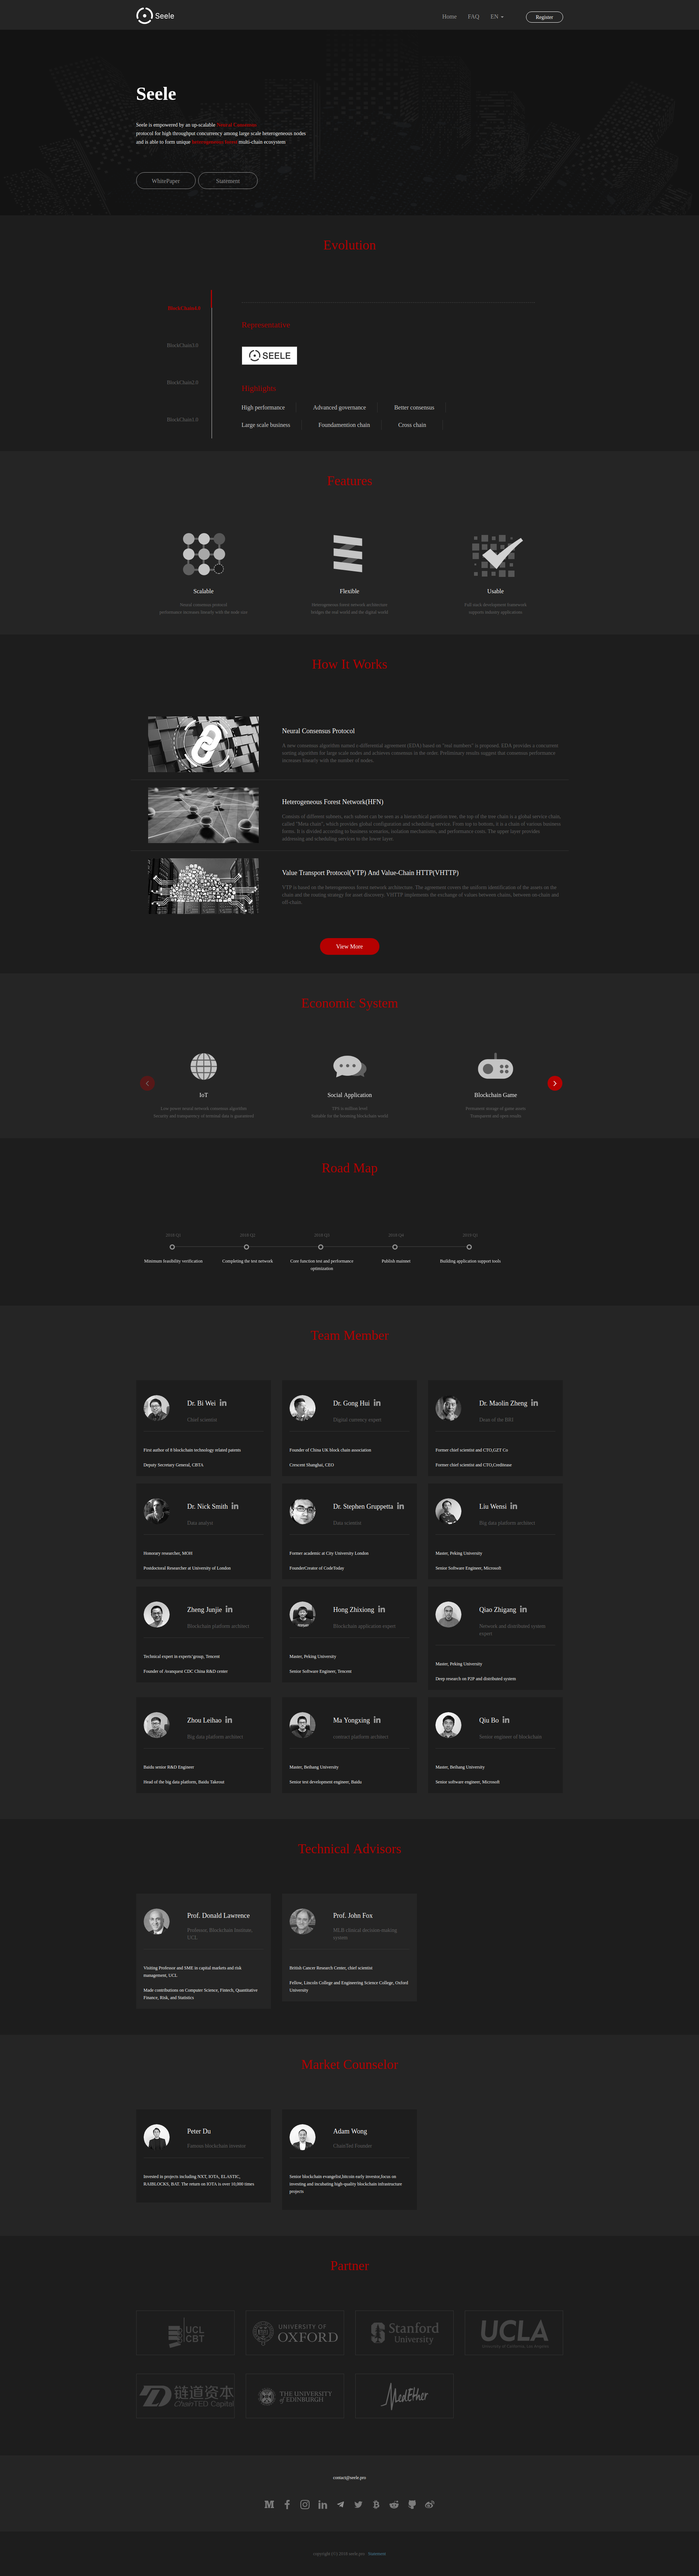 Seele
Home FAQ EN Register
Seele
Seele is empowered by an up-scalable Neural Consensus
protocol for high throughput concurrency among large scale heterogeneous nodes
and is able to form unique heterogeneous forest multi-chain ecosystem
WhitePaper Statement
Evolution
BlockChain4.0
BlockChain3.0
BlockChain2.0
BlockChain1.0
Representative
SEELE
Highlights
High performance Advanced governance Better consensus
Large scale business Foundamention chain Cross chain
Features
Scalable
Neural consensus protocol
performance increases linearly with the node size
Flexible
Heterogeneous forest network architecture
bridges the real world and the digital world
Usable
Full stack development framework
supports industry applications
How It Works
Neural Consensus Protocol
A new consensus algorithm named ε-differential agreement (EDA) based on "real numbers" is proposed. EDA provides a concurrent
sorting algorithm for large scale nodes and achieves consensus in the order. Preliminary results suggest that consensus performance
increases linearly with the number of nodes.
Heterogeneous Forest Network(HFN)
Consists of different subnets, each subnet can be seen as a hierarchical partition tree, the top of the tree chain is a global service chain,
called "Meta chain", which provides global configuration and scheduling service. From top to bottom, it is a chain of various business
forms. It is divided according to business scenarios, isolation mechanisms, and performance costs. The upper layer provides
addressing and scheduling services to the lower layer.
Value Transport Protocol(VTP) And Value-Chain HTTP(VHTTP)
VTP is based on the heterogeneous forest network architecture. The agreement covers the uniform identification of the assets on the
chain and the routing strategy for asset discovery. VHTTP implements the exchange of values between chains, between on-chain and
off-chain.
View More
Economic System
IoT
Low power neural network consensus algorithm
Security and transparency of terminal data is guaranteed
Social Application
TPS in million level
Suitable for the booming blockchain world
Blockchain Game
Permanent storage of game assets
Transparent and open results
Road Map
Minimum feasibility verification
Completing the test network
Core function test and performance
optimization
Publish mainnet
Building application support tools
Team Member
Dr. Bi Wei in
Chief scientist
First author of 8 blockchain technology related patents
Deputy Secretary General, CBTA
Dr. Gong Hui in
Digital currency expert
Founder of China UK block chain association
Crescent Shanghai, CEO
Dr. Maolin Zheng in
Dean of the BRI
Former chief scientist and CTO,GZT Co
Former chief scientist and CTO,Cordlssure
Dr. Nick Smith in
Data analyst
Honorary researcher, MOH
Postdoctoral Researcher at University of London
Dr. Stephen Gruppetta in
Data scientist
Former academic at City University London
FounderCreator of CodeToday
Liu Wensi in
Big data platform architect
Master, Peking University
Senior Software Engineer, Microsoft
Zheng Junjie in
Blockchain platform architect
Technical expert in experts'group, Tencent
Founder of Avanquest CDC China R&D center
Hong Zhixiong in
Blockchain application expert
Master, Peking University
Senior Software Engineer, Tencent
Qiao Zhigang in
Network and distributed system
expert
Master, Peking University
Deep research on P2P and distributed system
Zhou Leihao in
Big data platform architect
Baidu senior R&D Engineer
Head of the big data platform, Baidu Takeout
Ma Yongxing in
contract platform architect
Master, Beihang University
Senior test development engineer, Baidu
Qiu Bo in
Senior engineer of blockchain
Master, Beihang University
Senior software engineer, Microsoft
Technical Advisors
Prof. Donald Lawrence
Professor, Blockchain Institute,
UCL
Visiting Professor and SME in capital markets and risk
management, UCL
Made contributions on Computer Science, Fintech, Quantitative
Finance, Risk, and Statistics
Prof. John Fox
MLB clinical decision-making
system
British Cancer Research Center, chief scientist
Fellow, Lincoln College and Engineering Science College, Oxford
University
Market Counselor
Peter Du
Famous blockchain investor
Invested in projects including NXT, IOTA, ELASTIC,
RAIBLOCKS, BAT. The return on IOTA is over 10,000 times
Adam Wong
ChainTed Founder
Senior blockchain evangelist,bitcoin early investor,focus on
investing and incubating high-quality blockchain infrastructure
projects
Partner
UCL
CBT
UNIVERSITY OF
OXFORD
Stanford
University
UCLA
University of California, Los Angeles
链道资本
ChainTED Capital
THE UNIVERSITY
of EDINBURGH
MedEther
contact@seele.pro
copyright (C) 2018 seele.pro Statement